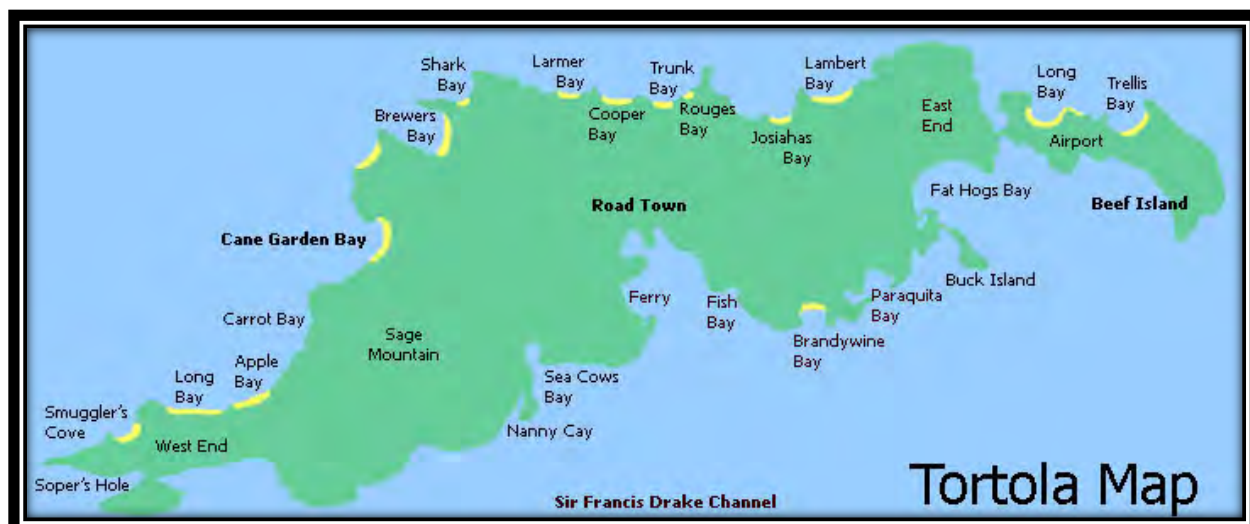 Shark
Bay
Larmer
Bay
Trunk
Bay
Lambert
Bay
Long
Bay
Trellis
Bay
Brewers
Bay
Cooper
Bay
Rouges
Bay
Josiahas
Bay
East
End
Airport
Fat Hogs Bay
Road Town
Beef Island
Cane Garden Bay
Buck Island
Ferry
Fish
Bay
Paraquita
Bay
Carrot Bay
Sage
Mountain
Brandywine
Bay
Apple
Bay
Long
Bay
Sea Cows
Bay
Smuggler's
Cove
Nanny Cay
West End
Soper's Hole
Sir Francis Drake Channel
Tortola Map